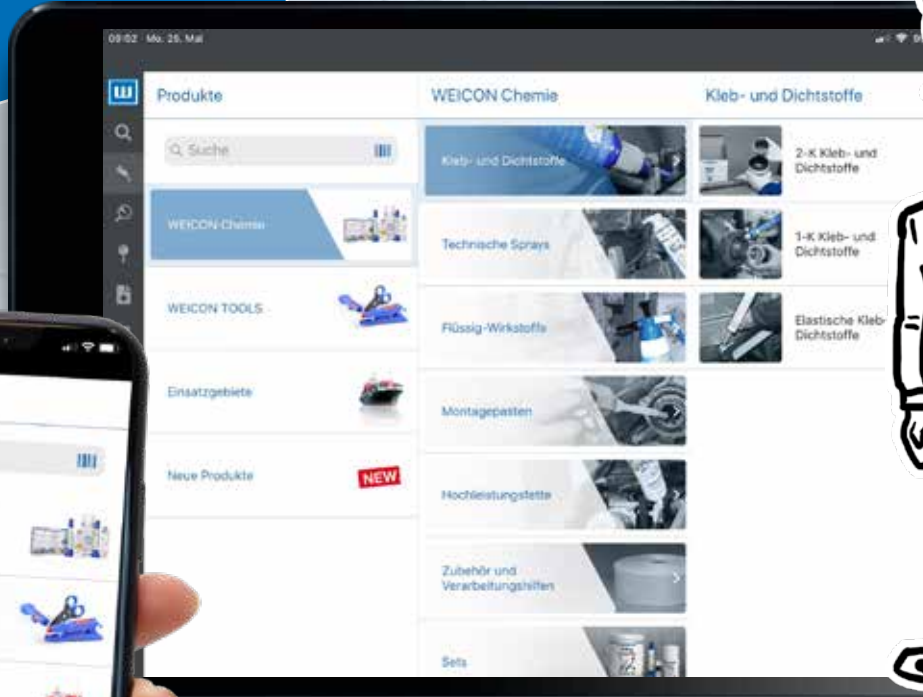 09:02 Mo. 25. Mai
Produkte
WEICON Chemie
Kleb- und Dichtstoffe
Suche
WEICON Chemie
WEICON TOOLS
Einsatzgebiete
Neue Produkte
NEW
Kleb- und Dichtstoffe
Technische Sprays
Flüssig-Wirkstoffe
Montagepasten
Hochleistungsfette
Zubehör und
Verarbeitungshilfen
Sets
2-K Kleb- und
Dichtstoffe
1-K Kleb- und
Dichtstoffe
Elastische Kleb-
Dichtstoffe